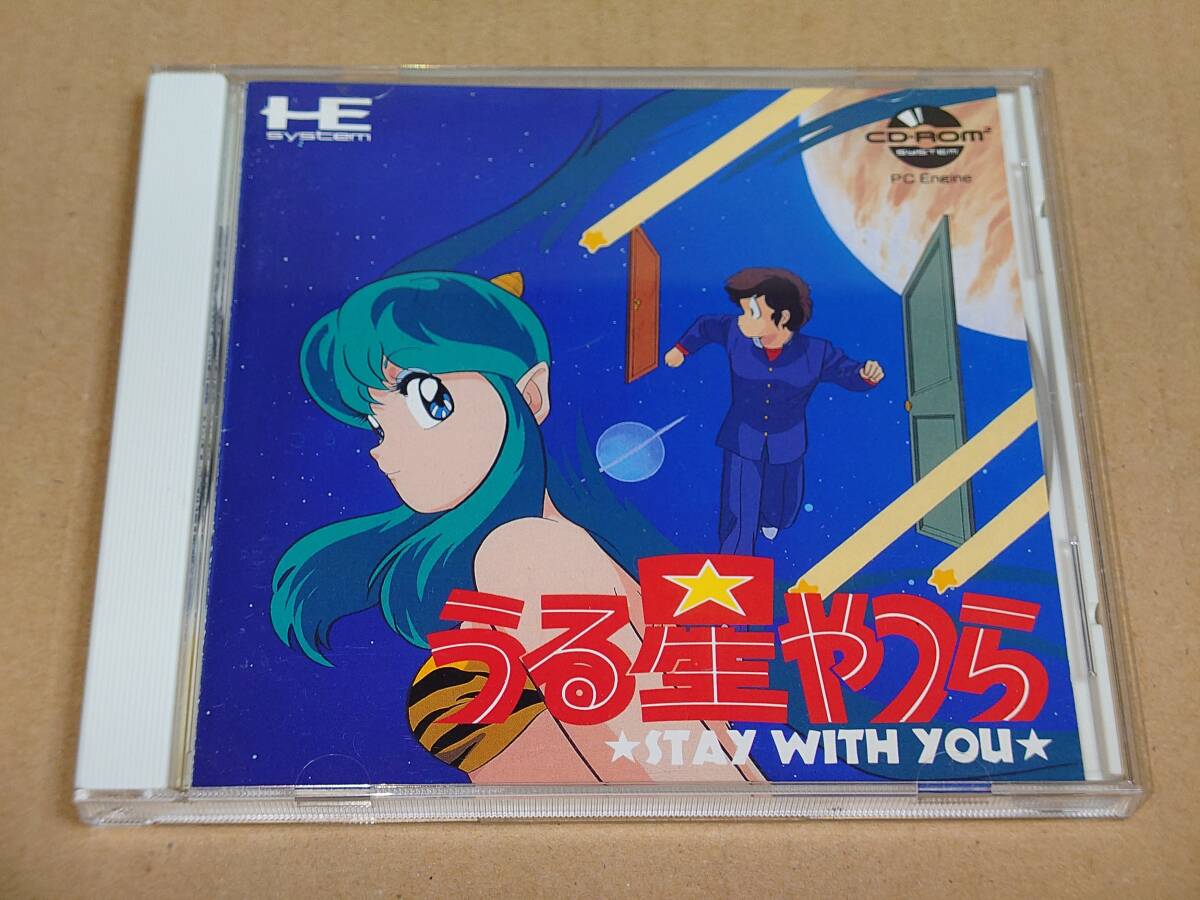 HE
system
CD-ROM²
SYSTEM
PC Engine
うる星やつら
★STAY WITH YOU★